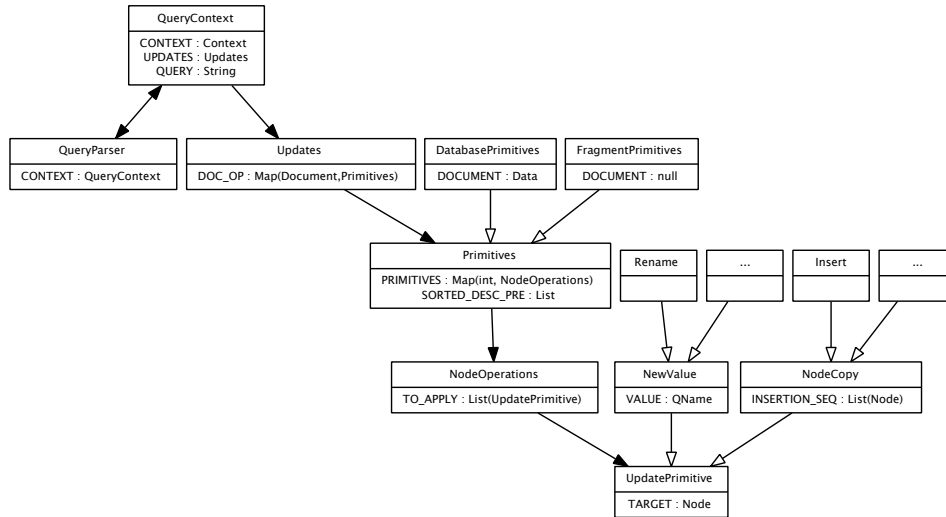 QueryContext
CONTEXT : Context
UPDATES : Updates
QUERY : String
QueryParser
CONTEXT : QueryContext
Updates
DOC_OP : Map(Document,Primitives)
DatabasePrimitives
DOCUMENT : Data
FragmentPrimitives
DOCUMENT : null
Primitives
PRIMITIVES : Map(int, NodeOperations)
SORTED_DESC_PRE : List
Rename
...
Insert
...
NodeOperations
TO_APPLY : List(UpdatePrimitive)
NewValue
VALUE : QName
NodeCopy
INSERTION_SEQ : List(Node)
UpdatePrimitive
TARGET : Node